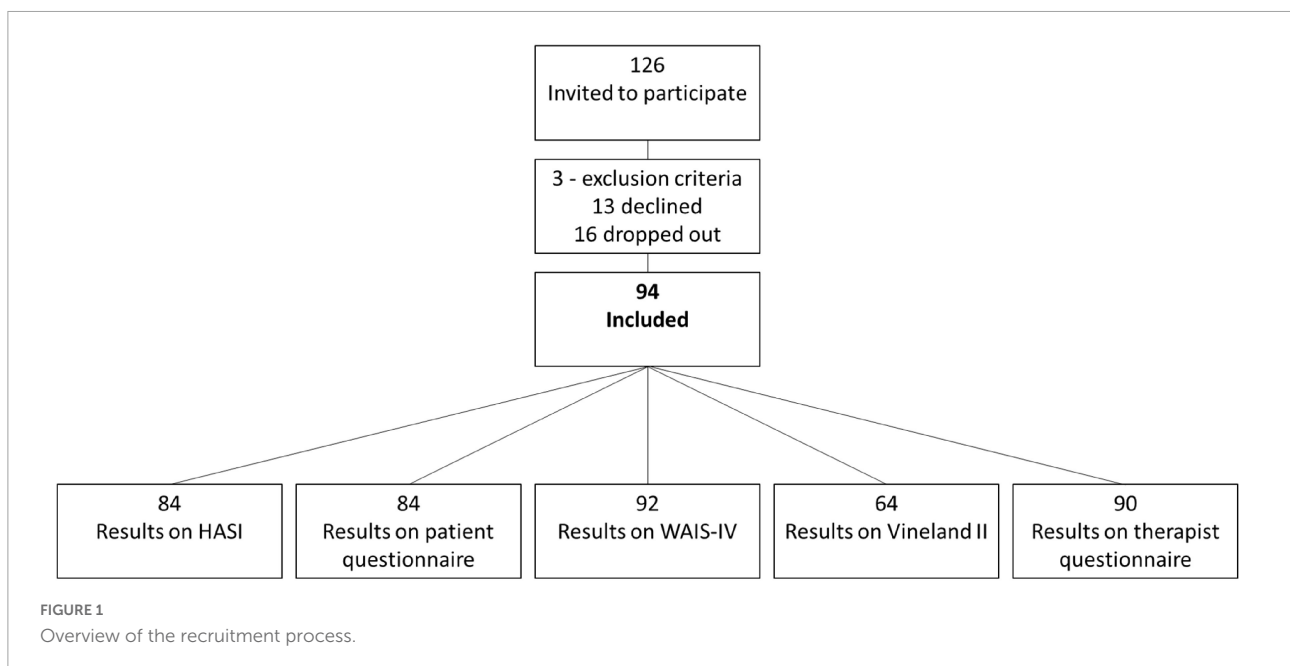 126
Invited to participate
3 - exclusion criteria
13 declined
16 dropped out
94
Included
84
Results on HASI
84
Results on patient
questionnaire
92
Results on WAIS-IV
64
Results on Vineland II
90
Results on therapist
questionnaire
FIGURE 1
Overview of the recruitment process.